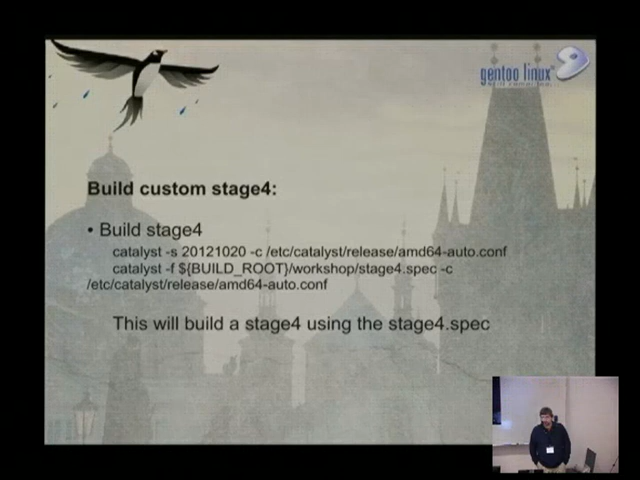 gentoo linux
Build custom stage4:
• Build stage4
catalyst -s 20121020 -c /etc/catalyst/release/amd64-auto.conf
catalyst -f ${BUILD_ROOT}/workshop/stage4.spec -c
/etc/catalyst/release/amd64-auto.conf
This will build a stage4 using the stage4.spec